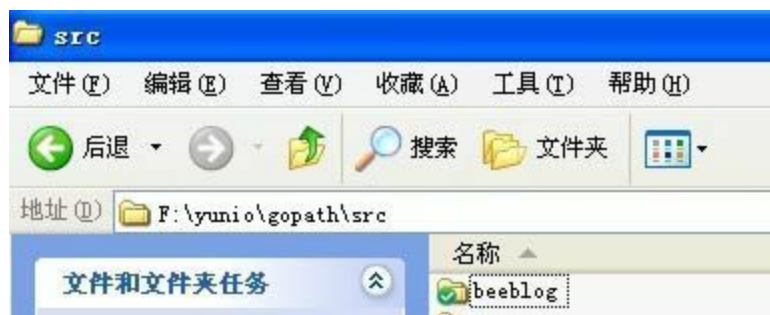 src
文件(F) 编辑(E) 查看(V) 收藏(A) 工具(T) 帮助(H)
后退 搜索 文件夹
地址(D) F:\yunio\gopath\src
名称
文件和文件夹任务
beeblog